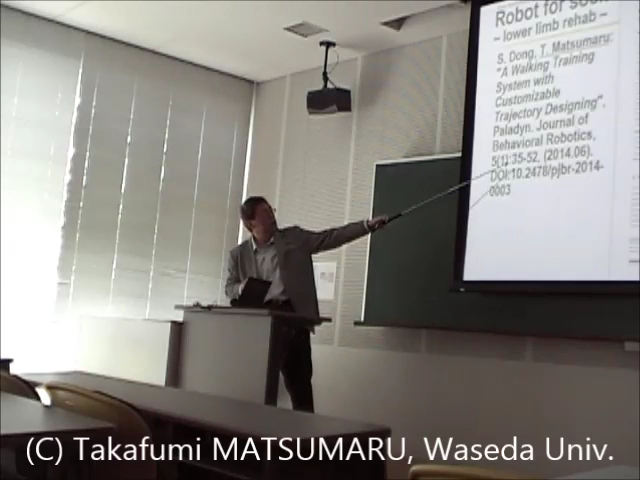 Robot for
– lower limb rehab –
S. Dong, T. Matsumaru:
"A Walking Training
System with
Customizable
Trajectory Designing",
Paladyn. Journal of
Behavioral Robotics,
5(1):35-52, (2014.06).
DOI:10.2478/pjbr-2014-
0003
(C) Takafumi MATSUMARU, Waseda Univ.